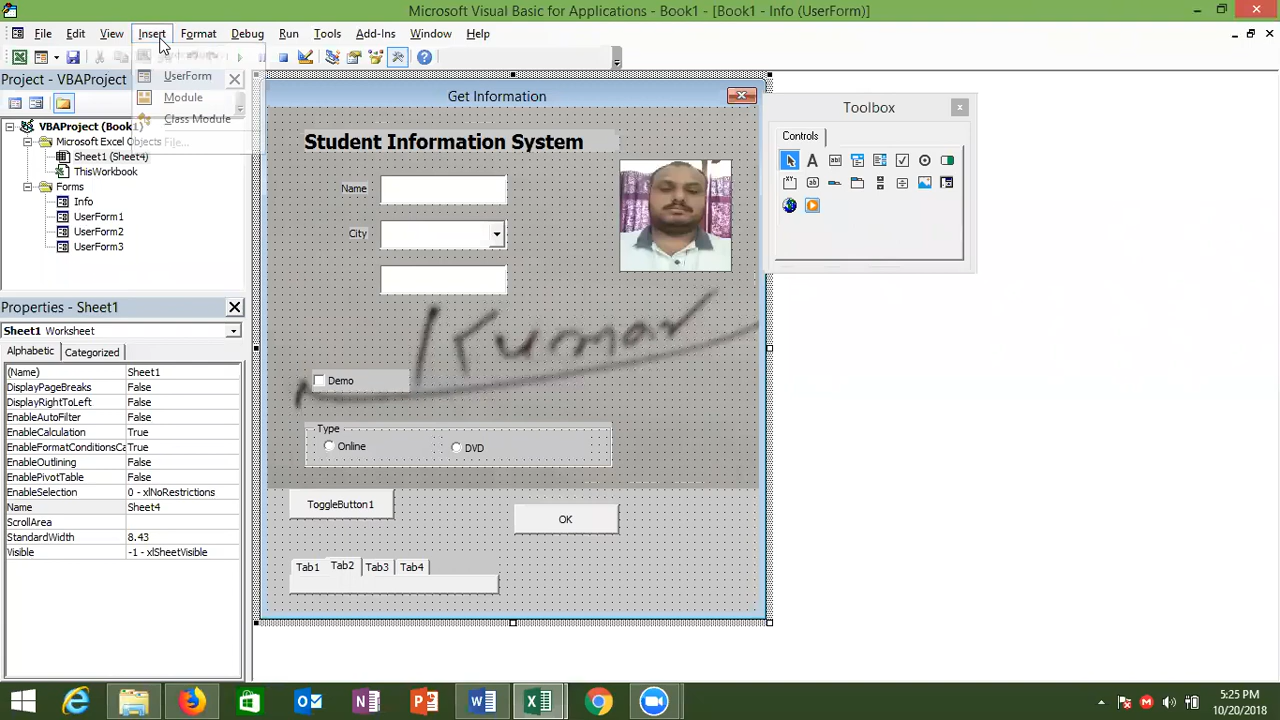 Microsoft Visual Basic for Applications - Book1 - [Book1 - Info (UserForm)]
File Edit View Insert Format Debug Run Tools Add-Ins Window Help
UserForm
Module
Class Module
File...
Project - VBAProject
VBAProject (Book1)
Microsoft Excel Objects
Sheet1 (Sheet4)
ThisWorkbook
Forms
Info
UserForm1
UserForm2
UserForm3
Properties - Sheet1
Sheet1 Worksheet
Alphabetic Categorized
(Name) Sheet1
DisplayPageBreaks False
DisplayRightToLeft False
EnableAutoFilter False
EnableCalculation True
EnableFormatConditionsCa True
EnableOutlining False
EnablePivotTable False
EnableSelection 0 - xlNoRestrictions
Name Sheet4
ScrollArea
StandardWidth 8.43
Visible -1 - xlSheetVisible
Get Information
Student Information System
Name
City
Kumar
Demo
Type
Online DVD
ToggleButton1
OK
Tab1 Tab2 Tab3 Tab4
Toolbox
Controls
5:25 PM
10/20/2018